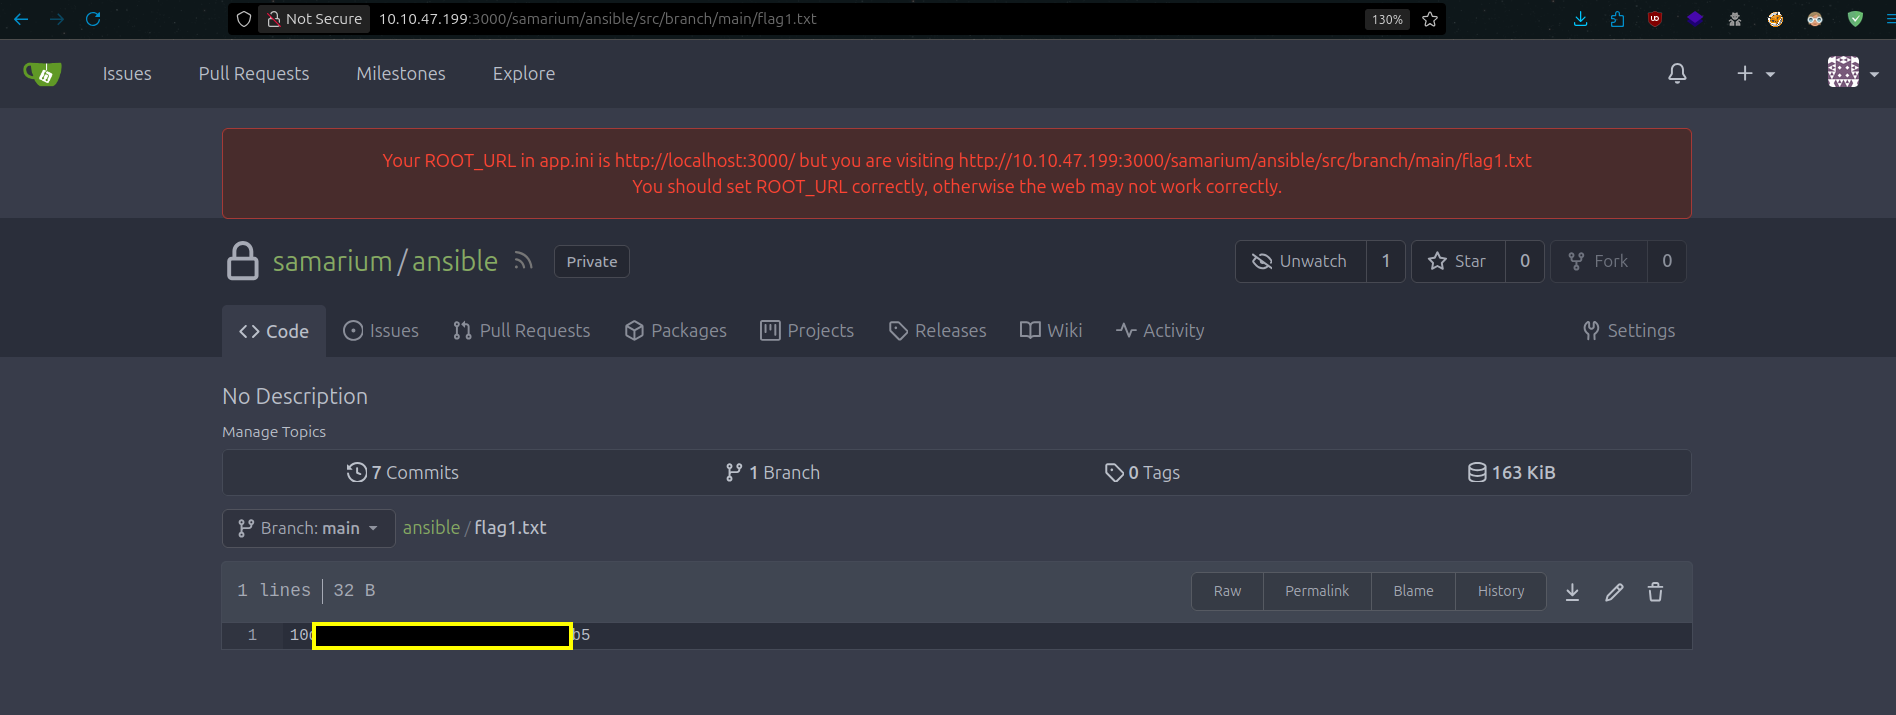 Not Secure 10.10.47.199:3000/samarium/ansible/src/branch/main/flag1.txt 130%
Issues Pull Requests Milestones Explore
Your ROOT_URL in app.ini is http://localhost:3000/ but you are visiting http://10.10.47.199:3000/samarium/ansible/src/branch/main/flag1.txt
You should set ROOT_URL correctly, otherwise the web may not work correctly.
samarium/ansible Private Unwatch 1 Star 0 Fork 0
Code Issues Pull Requests Packages Projects Releases Wiki Activity Settings
No Description
Manage Topics
7 Commits 1 Branch 0 Tags 163 KiB
Branch: main ansible/flag1.txt
1 lines 32 B Raw Permalink Blame History
1 10 b5